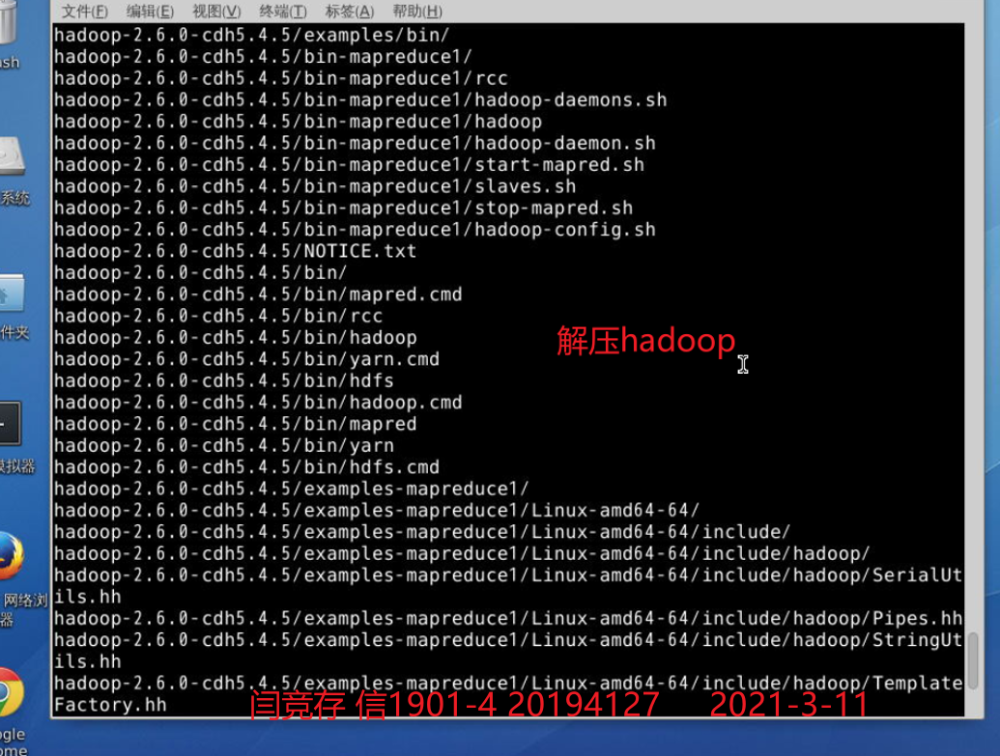 文件(F) 编辑(E) 视图(V) 终端(T) 标签(A) 帮助(H)
hadoop-2.6.0-cdh5.4.5/examples/bin/
hadoop-2.6.0-cdh5.4.5/bin-mapreduce1/
hadoop-2.6.0-cdh5.4.5/bin-mapreduce1/rcc
hadoop-2.6.0-cdh5.4.5/bin-mapreduce1/hadoop-daemons.sh
hadoop-2.6.0-cdh5.4.5/bin-mapreduce1/hadoop
hadoop-2.6.0-cdh5.4.5/bin-mapreduce1/hadoop-daemon.sh
hadoop-2.6.0-cdh5.4.5/bin-mapreduce1/start-mapred.sh
hadoop-2.6.0-cdh5.4.5/bin-mapreduce1/slaves.sh
hadoop-2.6.0-cdh5.4.5/bin-mapreduce1/stop-mapred.sh
hadoop-2.6.0-cdh5.4.5/bin-mapreduce1/hadoop-config.sh
hadoop-2.6.0-cdh5.4.5/NOTICE.txt
hadoop-2.6.0-cdh5.4.5/bin/
hadoop-2.6.0-cdh5.4.5/bin/mapred.cmd
hadoop-2.6.0-cdh5.4.5/bin/rcc
hadoop-2.6.0-cdh5.4.5/bin/hadoop
解压hadoop
hadoop-2.6.0-cdh5.4.5/bin/yarn.cmd
hadoop-2.6.0-cdh5.4.5/bin/hdfs
hadoop-2.6.0-cdh5.4.5/bin/hadoop.cmd
hadoop-2.6.0-cdh5.4.5/bin/mapred
hadoop-2.6.0-cdh5.4.5/bin/yarn
hadoop-2.6.0-cdh5.4.5/bin/hdfs.cmd
hadoop-2.6.0-cdh5.4.5/examples-mapreduce1/
hadoop-2.6.0-cdh5.4.5/examples-mapreduce1/Linux-amd64-64/
hadoop-2.6.0-cdh5.4.5/examples-mapreduce1/Linux-amd64-64/include/
hadoop-2.6.0-cdh5.4.5/examples-mapreduce1/Linux-amd64-64/include/hadoop/
hadoop-2.6.0-cdh5.4.5/examples-mapreduce1/Linux-amd64-64/include/hadoop/SerialUt
ils.hh
hadoop-2.6.0-cdh5.4.5/examples-mapreduce1/Linux-amd64-64/include/hadoop/Pipes.hh
hadoop-2.6.0-cdh5.4.5/examples-mapreduce1/Linux-amd64-64/include/hadoop/StringUt
ils.hh
hadoop-2.6.0-cdh5.4.5/examples-mapreduce1/Linux-amd64-64/include/hadoop/Template
Factory.hh
闫竞存 信1901-4 20194127 2021-3-11
系统
件夹
模拟器
网络浏
器